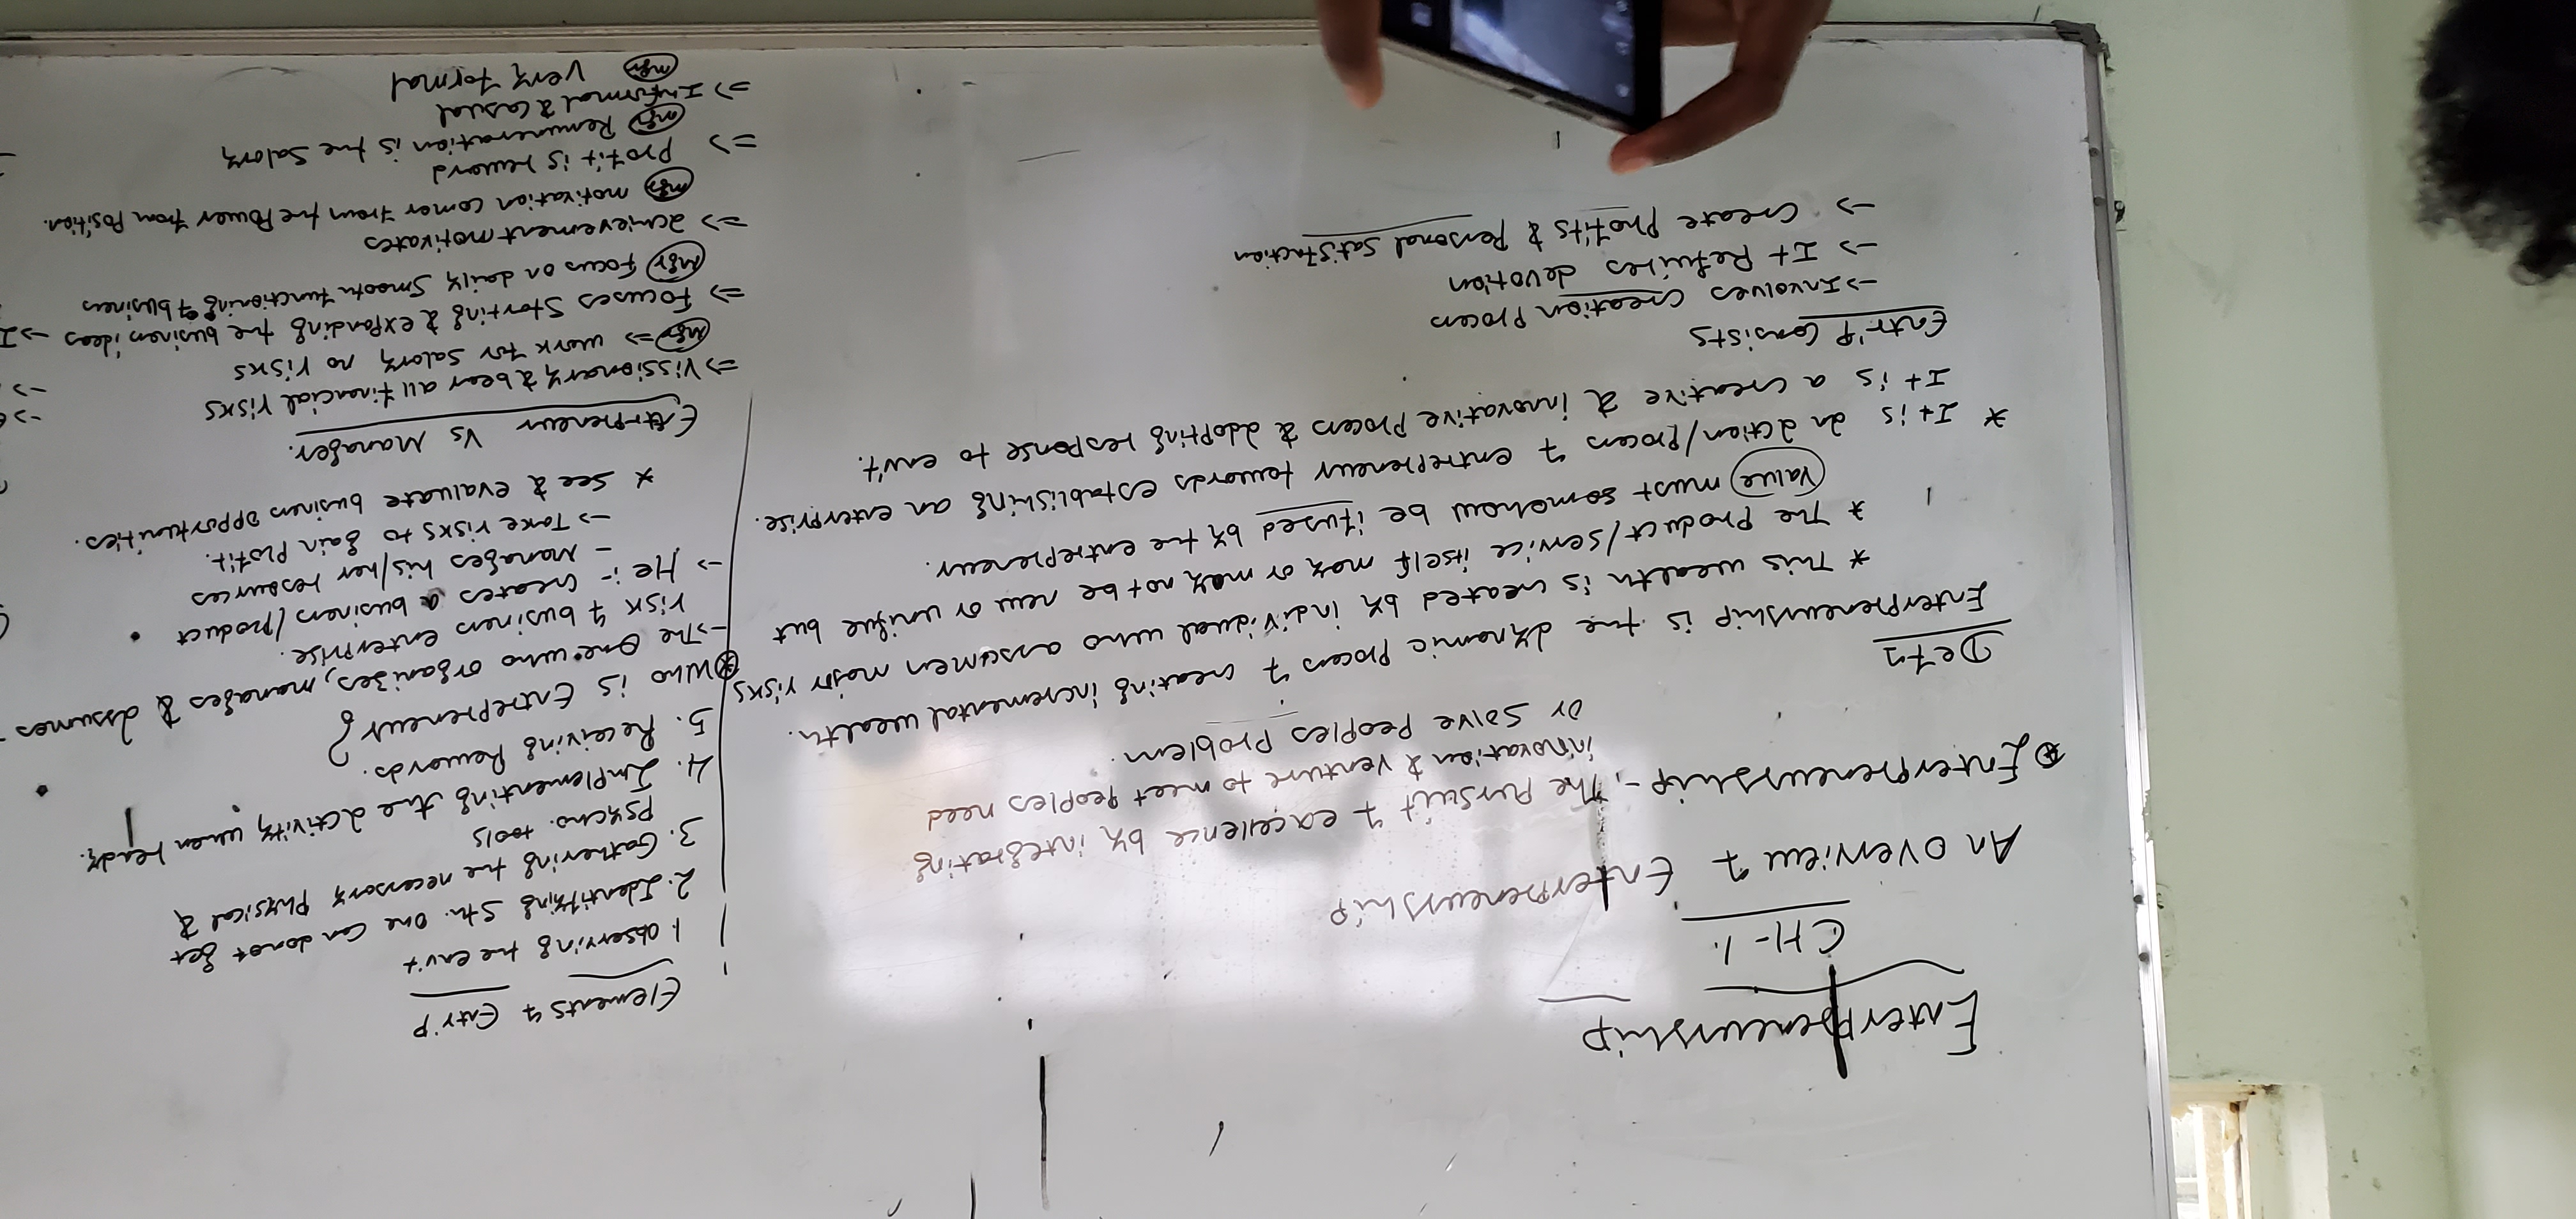 Enterpreneurship
CH-1.
An overview of Enterpreneurship
Enterpreneurship - The Pursuit of eacellence by integrating
innovation & venture to meet Peoples need
or Solve Peoples Problem.
Defn
Enterpreneurship is the dynamic Process of creating incremental wealth.
* This wealth is created by individual who assumen major risks
* The Product/service itself may or may not be new or unique but
value must somehow be ifused by the entrepreneur.
* It is an action/process of entrepreneur towards establishing an enterprise.
It is a creative & innovative Process & adopting response to env't.
Entr'P Consists
-> Involves creation Process
-> It Requires devotion
-> Create Profits & Personal Satisfaction
Elements of Entr'P
1. Observing the env't
2. Identifying Sth. One Can donot get
3. Gathering the necessary Physical &
Psycho. tools
4. Implementing the activity when ready.
5. Receiving Rewards.
Who is Entrepreneur?
-> The One who organizes, manages & assumes
risk of business enterprise.
-> He :- creates a business/product
- Manages his/her resources
-> Take risks to gain Profit.
* See & evaluate business opportunities.
Entrpreneur Vs Manager.
=> Vissionary & bear all financial risks
mgr => work for Salary no risks
=> Focuses Starting & expanding the business ideas
mgr Focus on daily Smooth functioning of business
=> achievement motivates
mgr motivation comes from the Power from Position.
=> Profit is reward
mgr Remuneration is the Salary
=> Informal & Casual
mgr Very formal